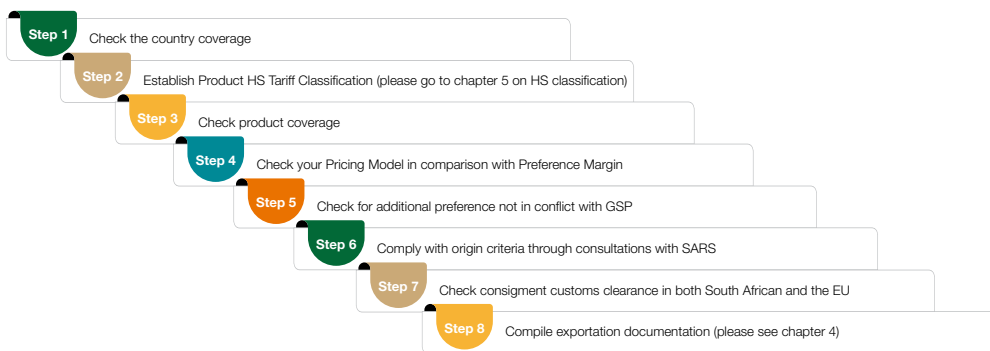 Step 1 Check the country coverage
Step 2 Establish Product HS Tariff Classification (please go to chapter 5 on HS classification)
Step 3 Check product coverage
Step 4 Check your Pricing Model in comparison with Preference Margin
Step 5 Check for additional preference not in conflict with GSP
Step 6 Comply with origin criteria through consultations with SARS
Step 7 Check consigment customs clearance in both South African and the EU
Step 8 Compile exportation documentation (please see chapter 4)